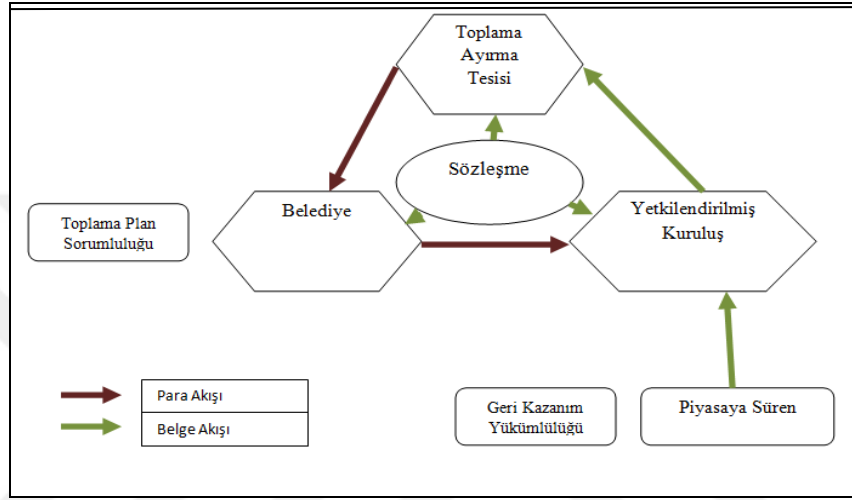 Toplama
Ayırma
Tesisi
Sözleşme
Belediye
Yetkilendirilmiş
Kuruluş
Toplama Plan
Sorumluluğu
Para Akışı
Belge Akışı
Geri Kazanım
Yükümlülüğü
Piyasaya Süren